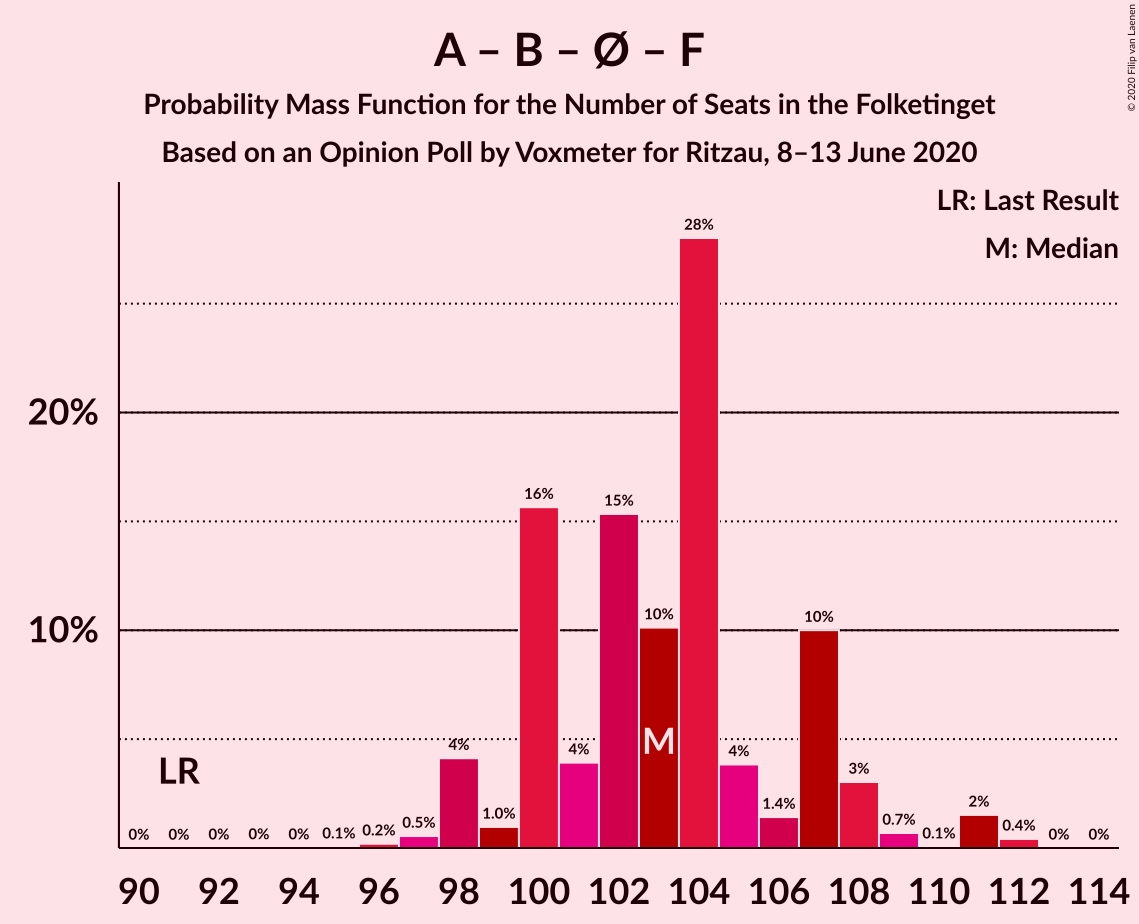 A – B – Ø – F
Probability Mass Function for the Number of Seats in the Folketinget
Based on an Opinion Poll by Voxmeter for Ritzau, 8–13 June 2020
© 2020 Filip van Laenen
LR: Last Result
M: Median
20%
10%
0% 0% 0% 0% 0% 0.1% 0.2% 0.5% 4% 1.0% 16% 4% 15% 10% 28% 4% 1.4% 10% 3% 0.7% 0.1% 2% 0.4% 0% 0%
LR
M
90 92 94 96 98 100 102 104 106 108 110 112 114